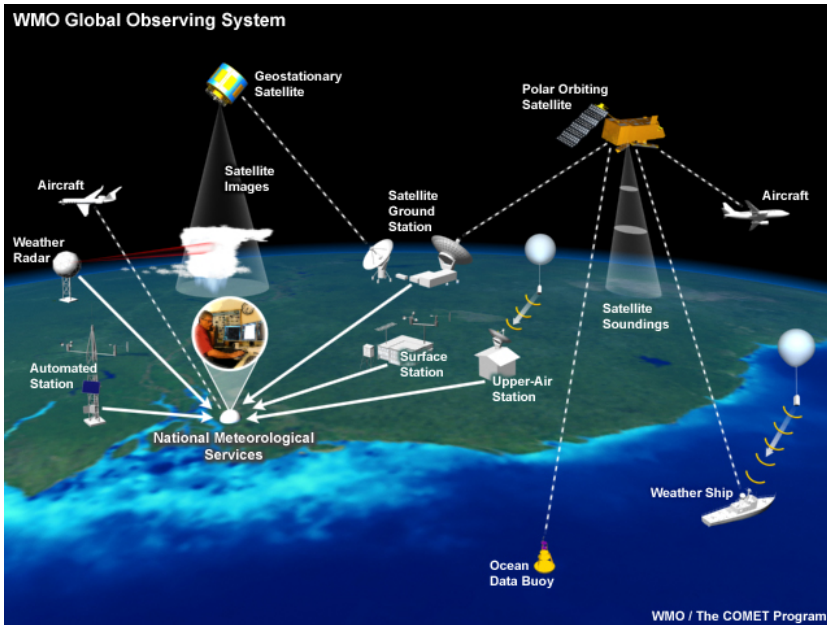 WMO Global Observing System
Geostationary
Satellite
Polar Orbiting
Satellite
Satellite
Images
Aircraft
Satellite
Ground
Station
Aircraft
Weather
Radar
Satellite
Soundings
Automated
Station
Surface
Station
Upper-Air
Station
National Meteorological
Services
Weather Ship
Ocean
Data Buoy
WMO / The COMET Program